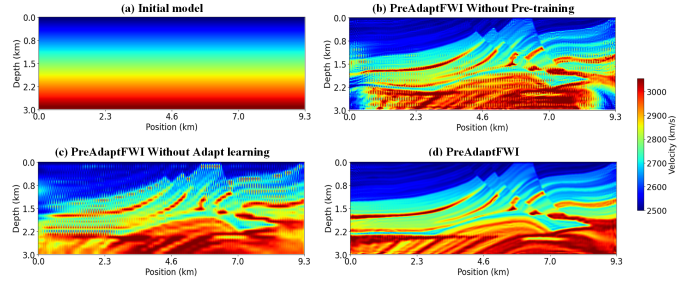 (a) Initial model
(b) PreAdaptFWI Without Pre-training
0.0
0.8
1.5
2.2
3.0
Depth (km)
0.0 2.3 4.6 7.0 9.3
Position (km)
0.0
0.8
1.5
2.2
3.0
Depth (km)
0.0 2.3 4.6 7.0 9.3
Position (km)
(c) PreAdaptFWI Without Adapt learning
(d) PreAdaptFWI
0.0
0.8
1.5
2.2
3.0
Depth (km)
0.0 2.3 4.6 7.0 9.3
Position (km)
0.0
0.8
1.5
2.2
3.0
Depth (km)
0.0 2.3 4.6 7.0 9.3
Position (km)
3000
2900
2800
2700
2600
2500
Velocity (km/s)